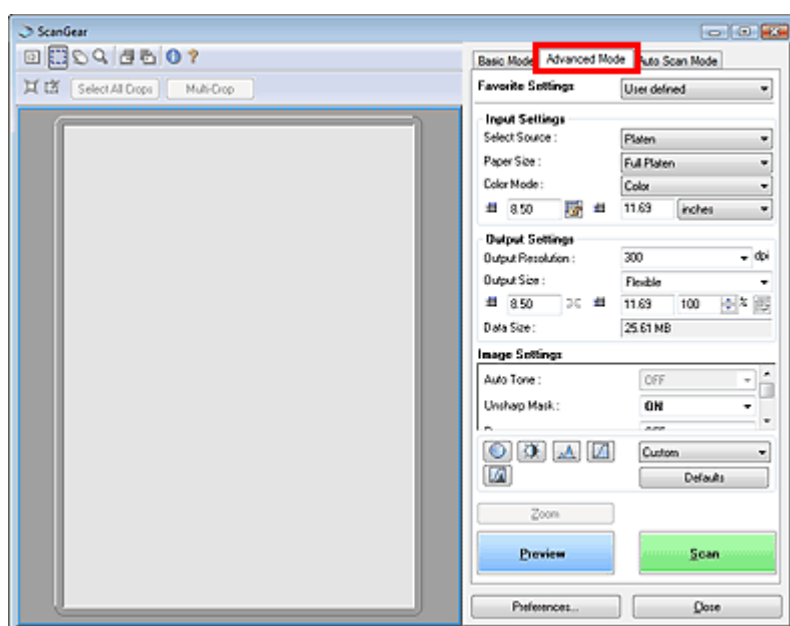 ScanGear
Basic Mode Advanced Mode Auto Scan Mode
Select All Crops Multi-Crop
Favorite Settings User defined
Input Settings
Select Source : Platen
Paper Size : Full Platen
Color Mode : Color
8.50 11.69 inches
Output Settings
Output Resolution : 300 dpi
Output Size : Flexible
8.50 11.69 100 %
Data Size : 25.61 MB
Image Settings
Auto Tone : OFF
Unsharp Mask : ON
Custom
Defaults
Zoom
Preview Scan
Preferences... Close